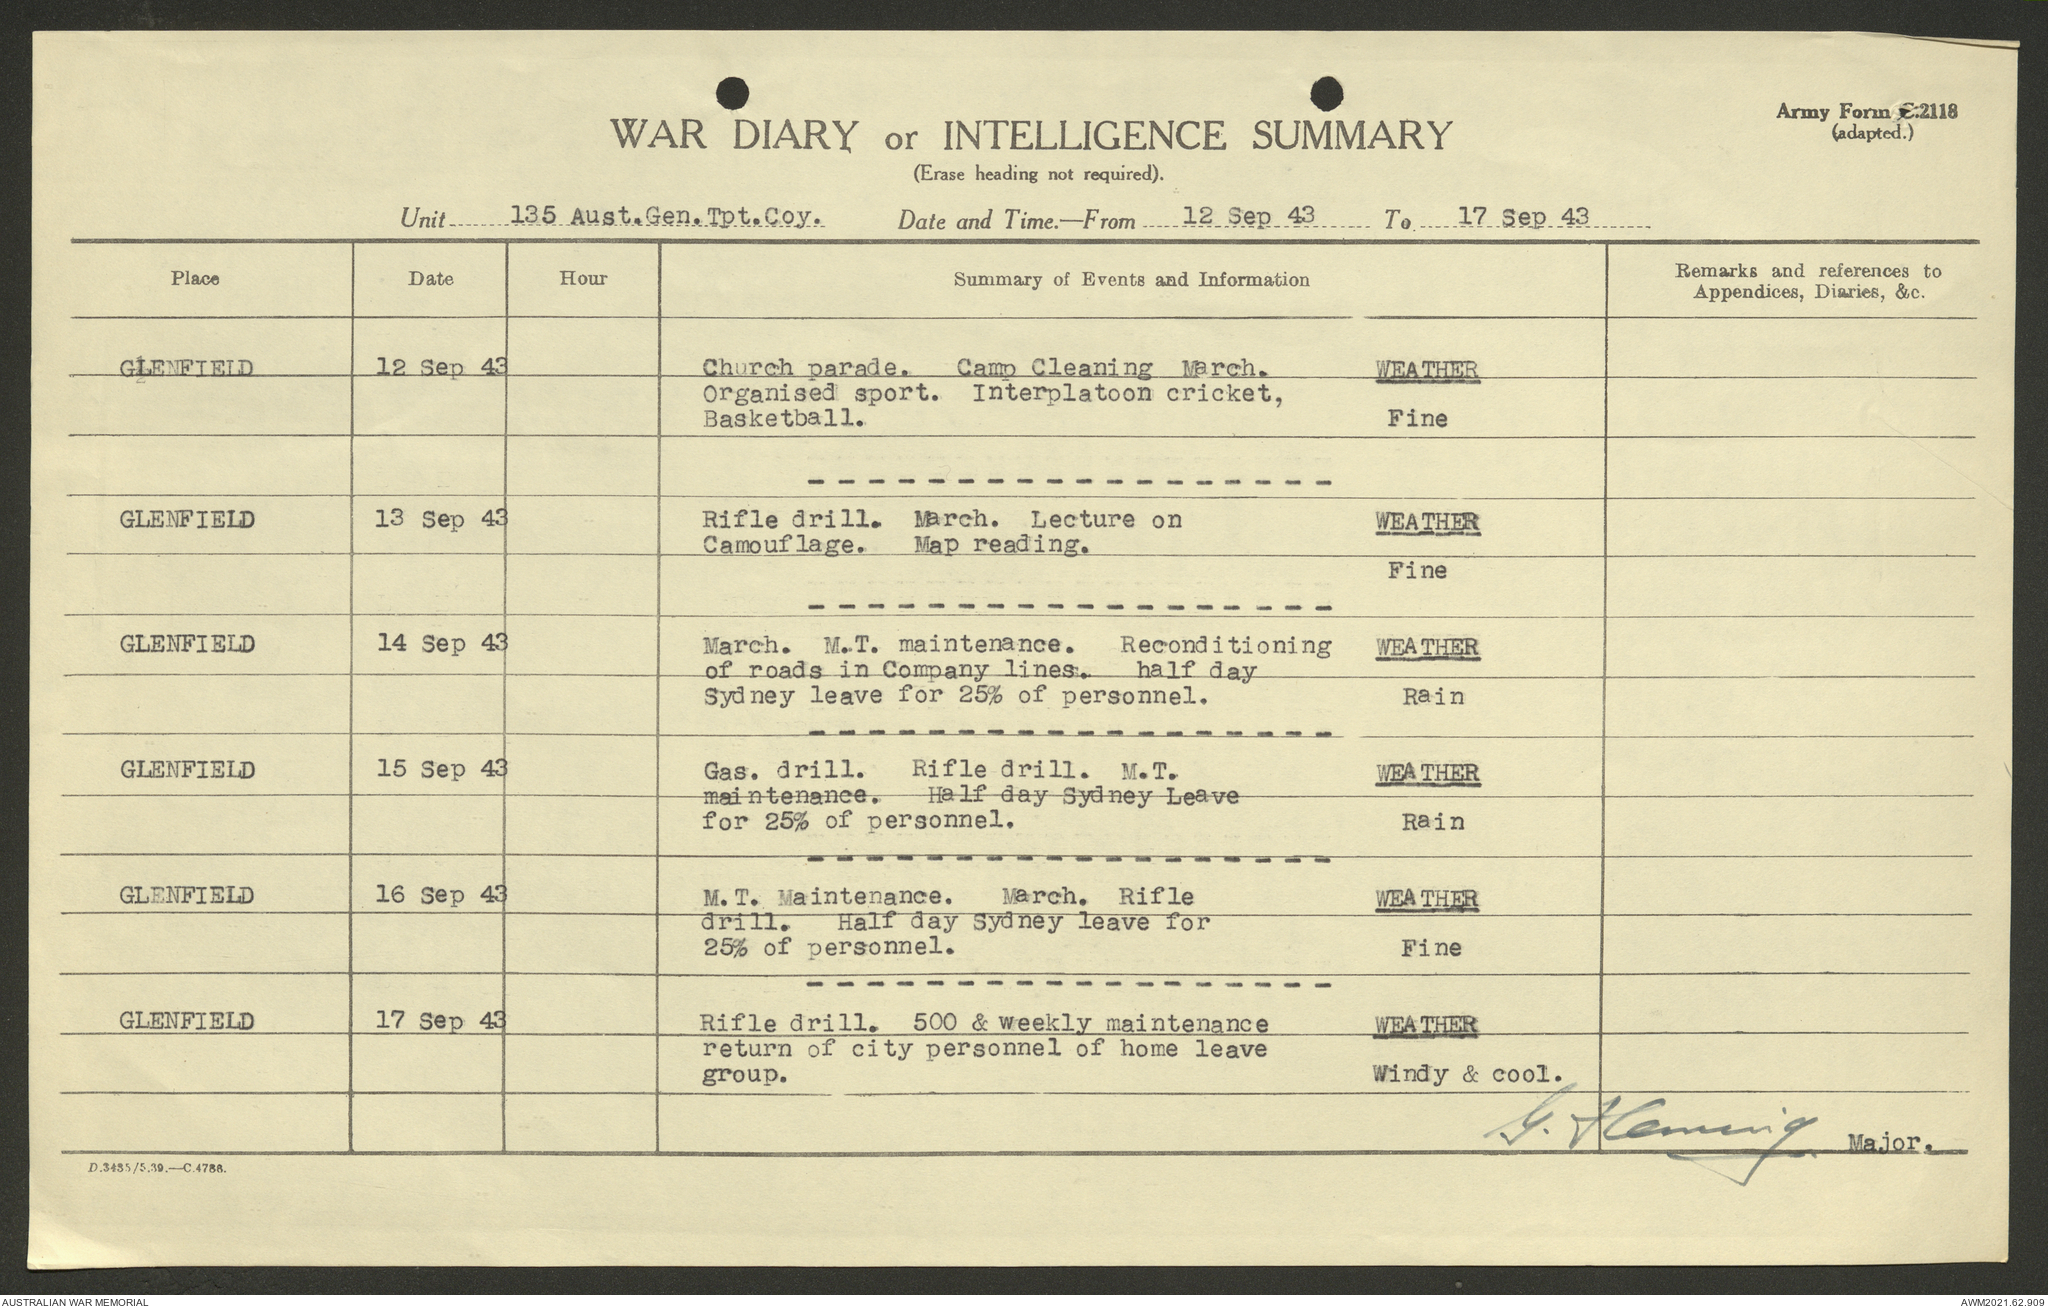 Army Form C.2118
(adapted.)
WAR DIARY or INTELLIGENCE SUMMARY
(Erase heading not required).
Unit 135 Aust.Gen.Tpt.Coy. Date and Time.—From 12 Sep 43 To 17 Sep 43
Place Date Hour Summary of Events and Information Remarks and references to
Appendices, Diaries, &c.
GLENFIELD 12 Sep 43 Church parade. Camp Cleaning March. WEATHER
Organised sport. Interplatoon cricket,
Basketball. Fine
GLENFIELD 13 Sep 43 Rifle drill. March. Lecture on WEATHER
Camouflage. Map reading.
Fine
GLENFIELD 14 Sep 43 March. M.T. maintenance. Reconditioning WEATHER
of roads in Company lines. half day
Sydney leave for 25% of personnel. Rain
GLENFIELD 15 Sep 43 Gas. drill. Rifle drill. M.T. WEATHER
maintenance. Half day Sydney Leave
for 25% of personnel. Rain
GLENFIELD 16 Sep 43 M.T. Maintenance. March. Rifle WEATHER
drill. Half day Sydney leave for
25% of personnel. Fine
GLENFIELD 17 Sep 43 Rifle drill. 500 & weekly maintenance WEATHER
return of city personnel of home leave
group. Windy & cool.
G. Fleming Major.
D.3485/5.39.—C.4786.
AUSTRALIAN WAR MEMORIAL AWM2021.62.909